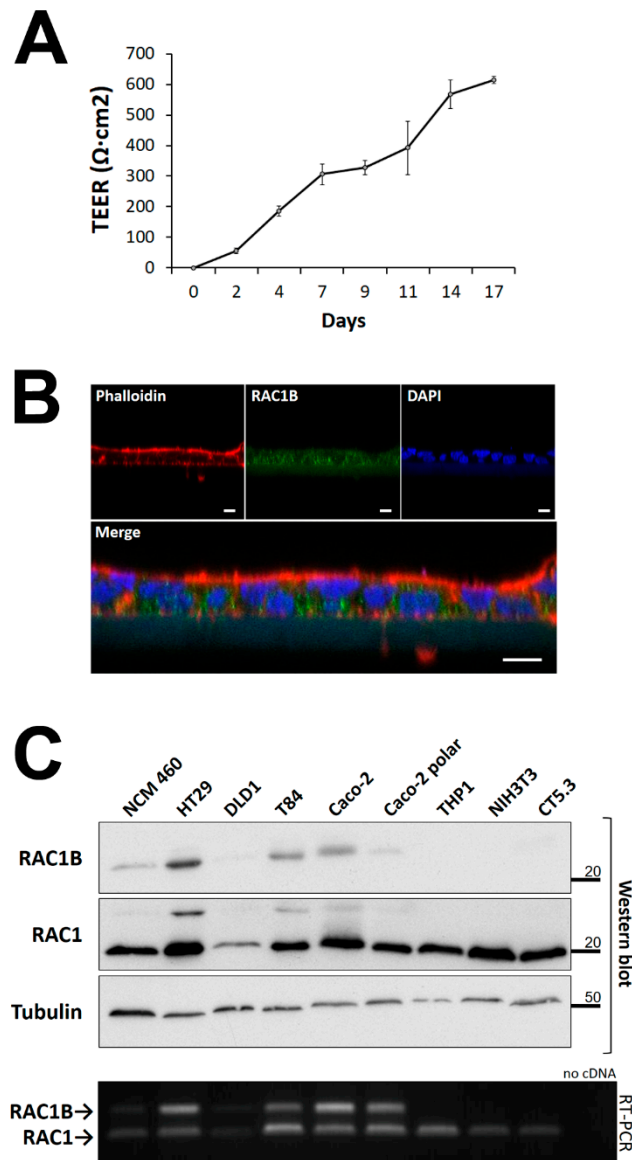 A
700
600
500
400
300
200
100
0
TEER (Ω·cm2)
0 2 4 7 9 11 14 17
Days
B
Phalloidin RAC1B DAPI
Merge
C
NCM 460 HT29 DLD1 T84 Caco-2 Caco-2 polar THP1 NIH3T3 CT5.3
RAC1B
20
RAC1
20
Tubulin
50
Western blot
no cDNA
RAC1B→
RAC1→
RT-PCR